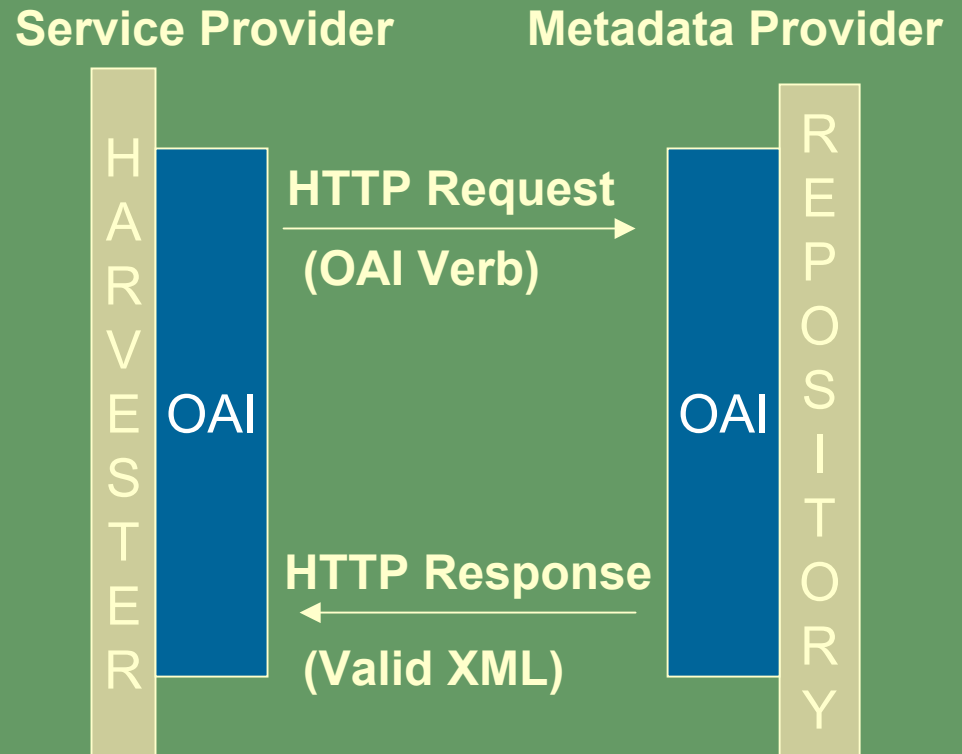 Service Provider
Metadata Provider
HARVESTER
OAI
HTTP Request
(OAI Verb)
HTTP Response
(Valid XML)
OAI
REPOSITORY